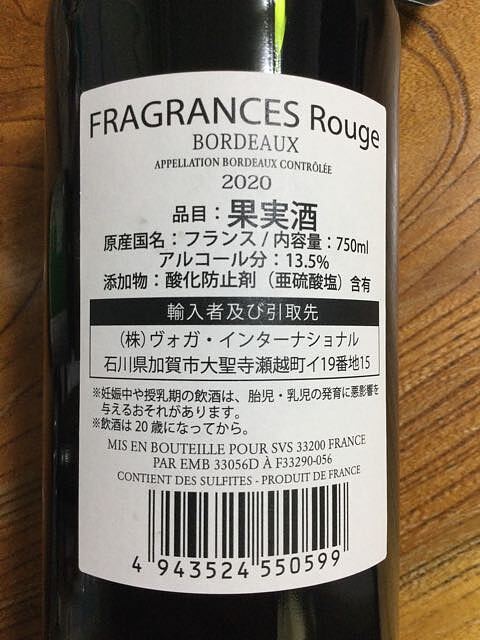 FRAGRANCES Rouge
BORDEAUX
APPELLATION BORDEAUX CONTRÔLÉE
2020
品目：果実酒
原産国名：フランス / 内容量：750ml
アルコール分：13.5%
添加物：酸化防止剤（亜硫酸塩）含有
輸入者及び引取先
（株）ヴォガ・インターナショナル
石川県加賀市大聖寺瀬越町イ19番地15
※妊娠中や授乳期の飲酒は、胎児・乳児の発育に悪影響を
与えるおそれがあります。
※飲酒は20歳になってから。
MIS EN BOUTEILLE POUR SVS 33200 FRANCE
PAR EMB 33056D À F33290-056
CONTIENT DES SULFITES - PRODUIT DE FRANCE
4 943524 550599